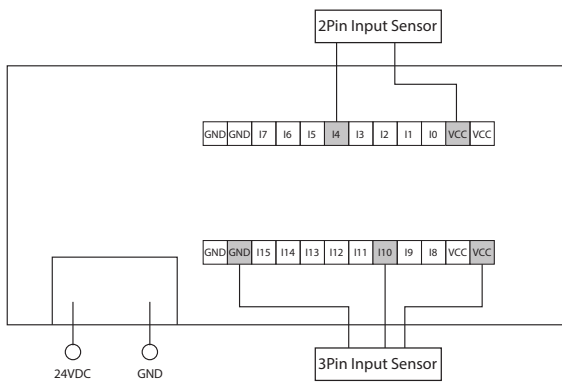 2Pin Input Sensor
GND GND I7 I6 I5 I4 I3 I2 I1 I0 VCC VCC
GND GND I15 I14 I13 I12 I11 I10 I9 I8 VCC VCC
24VDC GND
3Pin Input Sensor